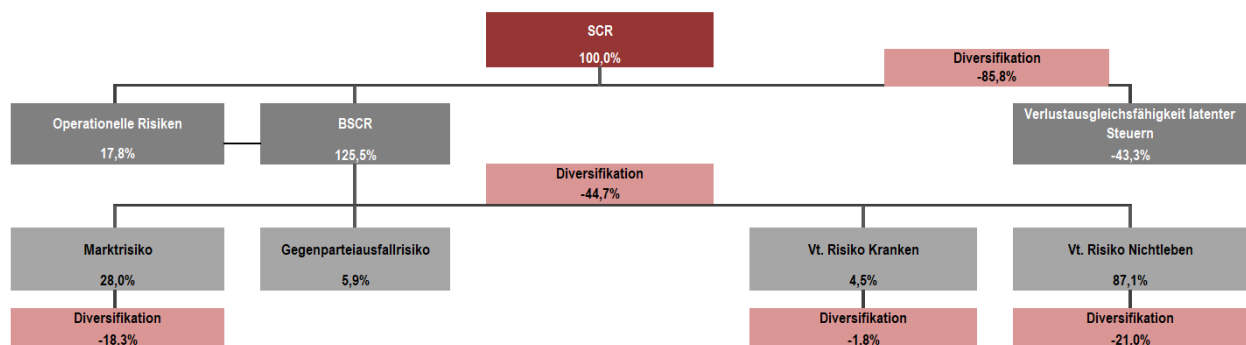 SCR
100,0%
Diversifikation
-85,8%
Operationelle Risiken
17,8%
BSCR
125,5%
Verlustausgleichsfähigkeit latenter
Steuern
-43,3%
Diversifikation
-44,7%
Marktrisiko
28,0%
Gegenparteiausfallrisiko
5,9%
Vt. Risiko Kranken
4,5%
Vt. Risiko Nichtleben
87,1%
Diversifikation
-18,3%
Diversifikation
-1,8%
Diversifikation
-21,0%